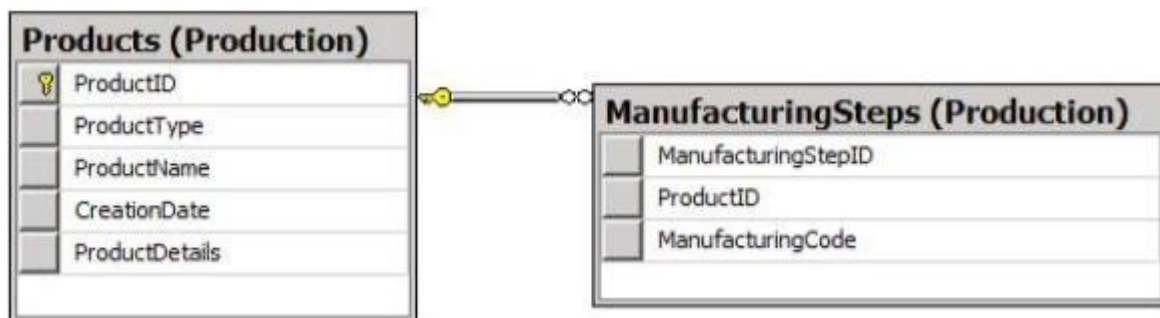 Products (Production)
ProductID
ProductType
ProductName
CreationDate
ProductDetails
ManufacturingSteps (Production)
ManufacturingStepID
ProductID
ManufacturingCode